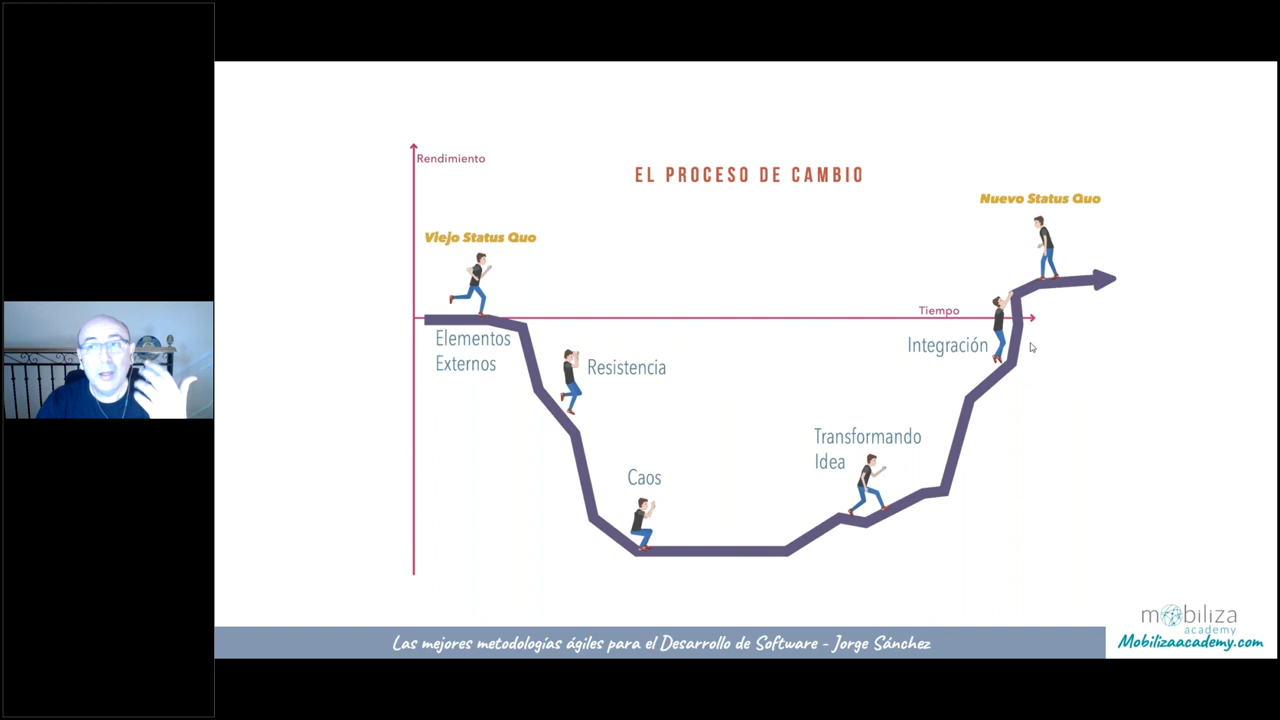 Rendimiento
EL PROCESO DE CAMBIO
Nuevo Status Quo
Viejo Status Quo
Tiempo
Elementos
Externos
Integración
Resistencia
Transformando
Idea
Caos
mobiliza
academy
Las mejores metodologías ágiles para el Desarrollo de Software - Jorge Sánchez
Mobilizaacademy.com